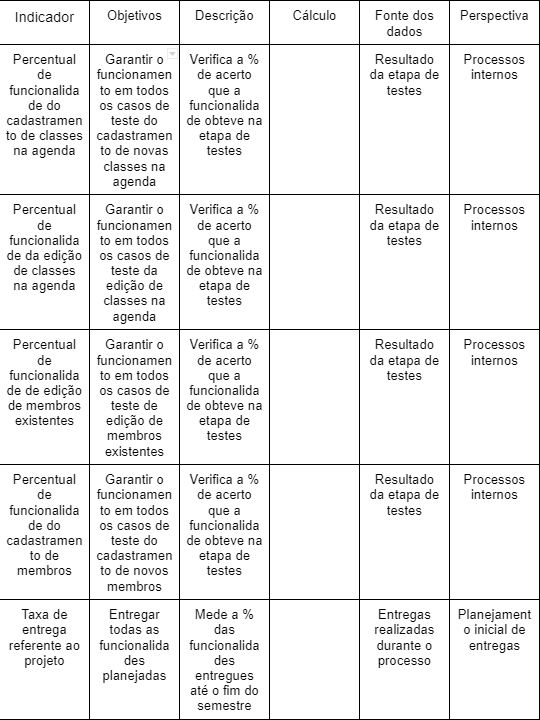 Indicador
Objetivos
Descrição
Cálculo
Fonte dos
dados
Perspectiva
Percentual
de
funcionalida
de do
cadastramen
to de classes
na agenda
Garantir o
funcionamen
to em todos
os casos de
teste do
cadastramen
to de novas
classes na
agenda
Verifica a %
de acerto
que a
funcionalida
de obteve na
etapa de
testes
Resultado
da etapa de
testes
Processos
internos
Percentual
de
funcionalida
de da edição
de classes
na agenda
Garantir o
funcionamen
to em todos
os casos de
teste da
edição de
classes na
agenda
Verifica a %
de acerto
que a
funcionalida
de obteve na
etapa de
testes
Resultado
da etapa de
testes
Processos
internos
Percentual
de
funcionalida
de de edição
de membros
existentes
Garantir o
funcionamen
to em todos
os casos de
teste de
edição de
membros
existentes
Verifica a %
de acerto
que a
funcionalida
de obteve na
etapa de
testes
Resultado
da etapa de
testes
Processos
internos
Percentual
de
funcionalida
de do
cadastramen
to de
membros
Garantir o
funcionamen
to em todos
os casos de
teste do
cadastramen
to de novos
membros
Verifica a %
de acerto
que a
funcionalida
de obteve na
etapa de
testes
Resultado
da etapa de
testes
Processos
internos
Taxa de
entrega
referente ao
projeto
Entregar
todas as
funcionalida
des
planejadas
Mede a %
das
funcionalida
des
entregues
até o fim do
semestre
Entregas
realizadas
durante o
processo
Planejament
o inicial de
entregas